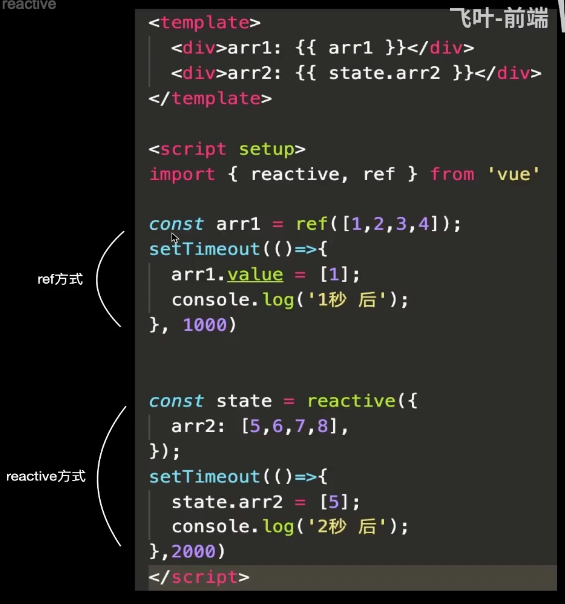 reactive
飞叶-前端
<template>
<div>arr1: {{ arr1 }}</div>
<div>arr2: {{ state.arr2 }}</div>
</template>
<script setup>
import { reactive, ref } from 'vue'
const arr1 = ref([1,2,3,4]);
setTimeout(()=>{
arr1.value = [1];
console.log('1秒 后');
}, 1000)
ref方式
const state = reactive({
arr2: [5,6,7,8],
});
setTimeout(()=>{
state.arr2 = [5];
console.log('2秒 后');
},2000)
reactive方式
</script>